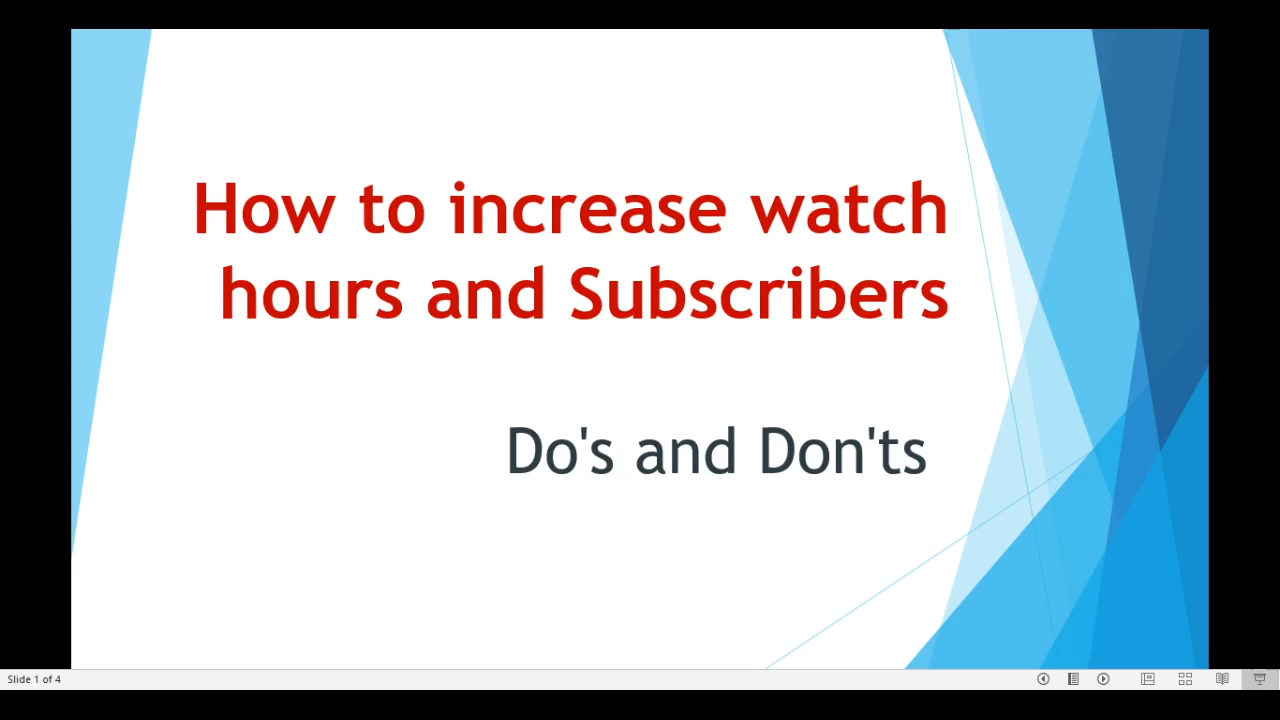 How to increase watch
hours and Subscribers
Do's and Don'ts
Slide 1 of 4